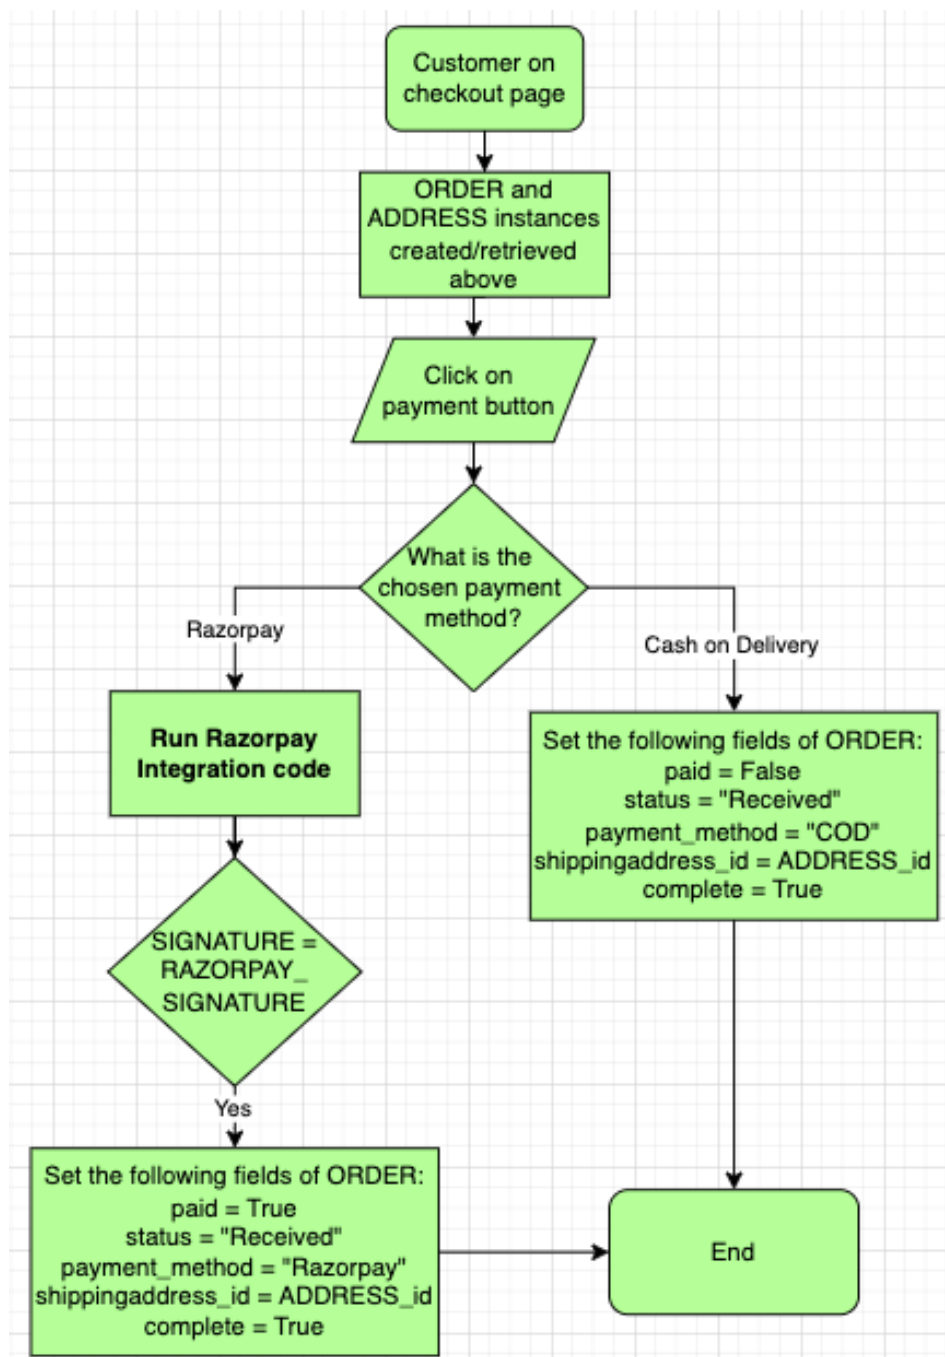 Customer on
checkout page
ORDER and
ADDRESS instances
created/retrieved
above
Click on
payment button
What is the
chosen payment
method?
Razorpay
Cash on Delivery
Run Razorpay
Integration code
Set the following fields of ORDER:
paid = False
status = "Received"
payment_method = "COD"
shippingaddress_id = ADDRESS_id
complete = True
SIGNATURE =
RAZORPAY_
SIGNATURE
Yes
Set the following fields of ORDER:
paid = True
status = "Received"
payment_method = "Razorpay"
shippingaddress_id = ADDRESS_id
complete = True
End